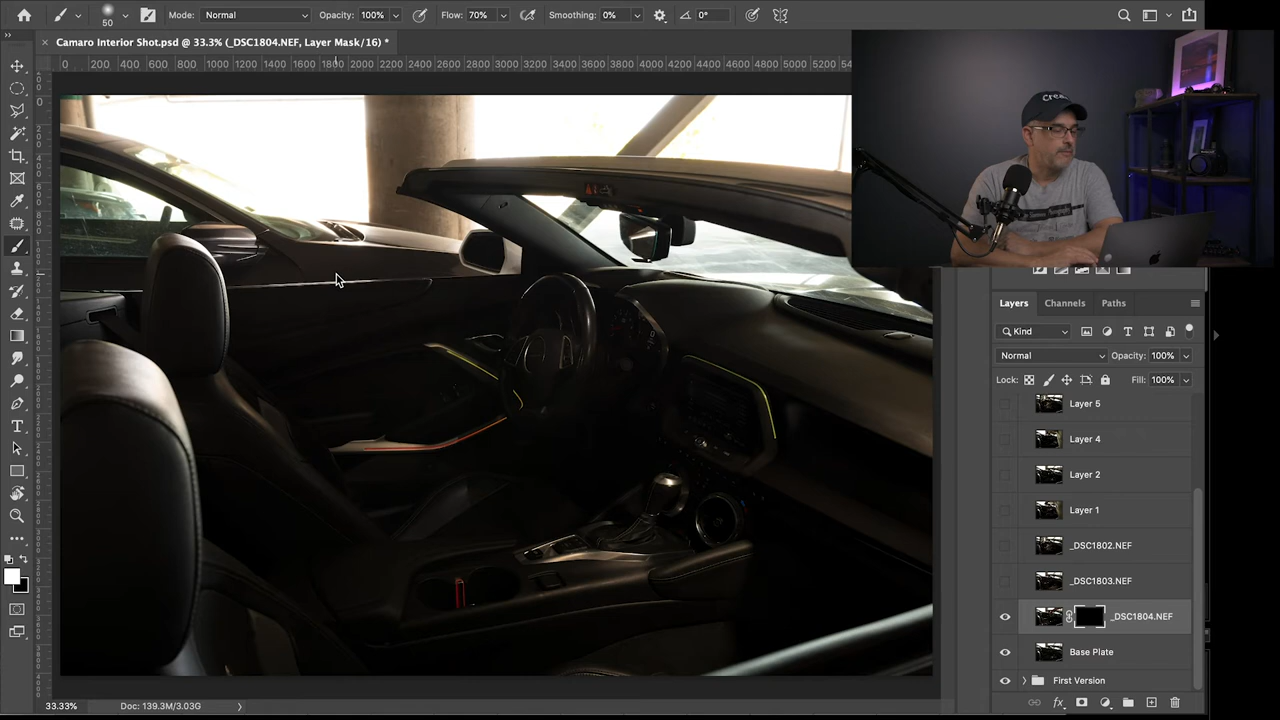 50
Mode: Normal
Opacity: 100%
Flow: 70%
Smoothing: 0%
0°
× Camaro Interior Shot.psd @ 33.3% (_DSC1804.NEF, Layer Mask/16) *
0 200 400 600 800 1000 1200 1400 1600 1800 2000 2200 2400 2600 2800 3000 3200 3400 3600 3800 4000 4200 4400 4600 4800 5000 5200
Layers Channels Paths
Kind
Normal
Opacity: 100%
Lock:
Fill: 100%
Layer 5
Layer 4
Layer 2
Layer 1
_DSC1802.NEF
_DSC1803.NEF
_DSC1804.NEF
Base Plate
First Version
fx
33.33%
Doc: 139.3M/3.03G